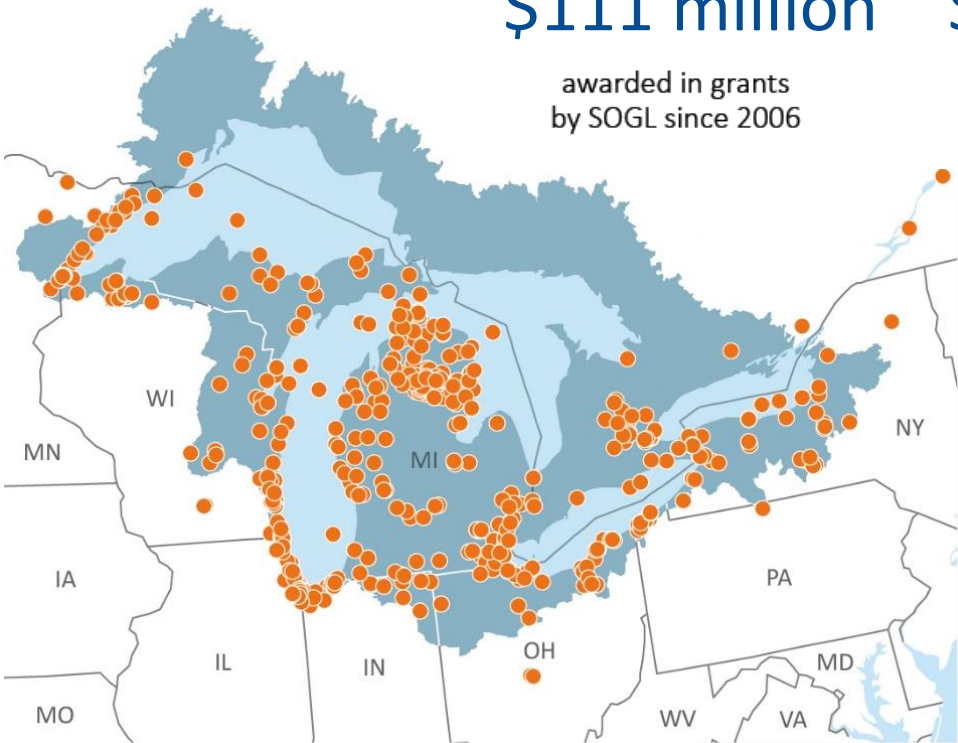 $111 million
awarded in grants
by SOGL since 2006
WI
MN
MI
NY
IA
PA
IL
IN
OH
MD
MO
WV
VA